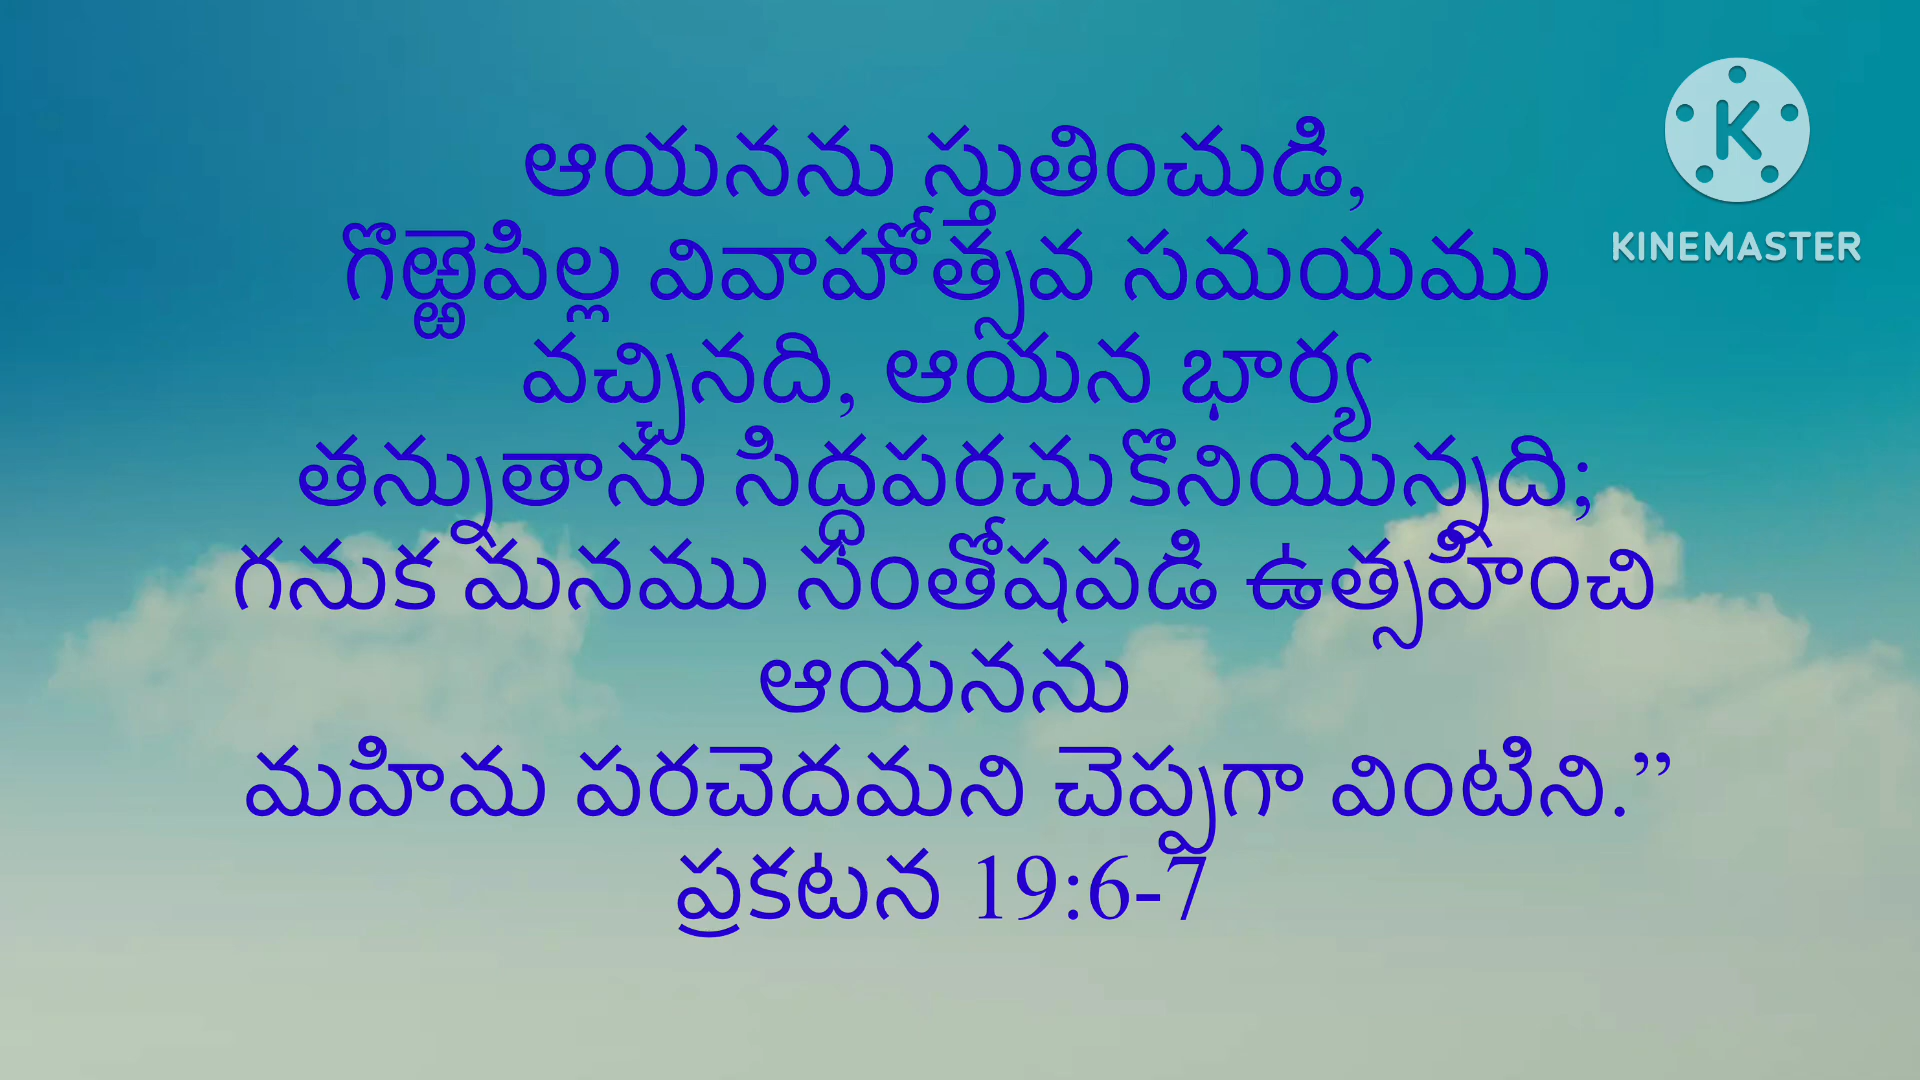 ఆయనను స్తుతించుడి,
గొఱ్ఱెపిల్ల వివాహోత్సవ సమయము
వచ్చినది, ఆయన భార్య
తన్నుతాను సిద్ధపరచుకొనియున్నది;
గనుక మనము సంతోషపడి ఉత్సహించి
ఆయనను
మహిమ పరచెదమని చెప్పగా వింటిని.”
ప్రకటన 19:6-7
K
KINEMASTER